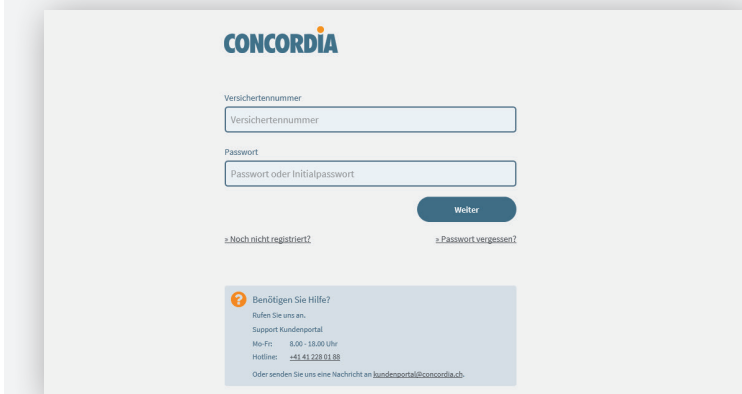 CONCORDIA
Versichertennummer
Versichertennummer
Passwort
Passwort oder Initialpasswort
Weiter
» Noch nicht registriert? » Passwort vergessen?
? Benötigen Sie Hilfe?
Rufen Sie uns an.
Support Kundenportal
Mo-Fr: 8.00 - 18.00 Uhr
Hotline: +41 41 228 01 88
Oder senden Sie uns eine Nachricht an kundenportal@concordia.ch.